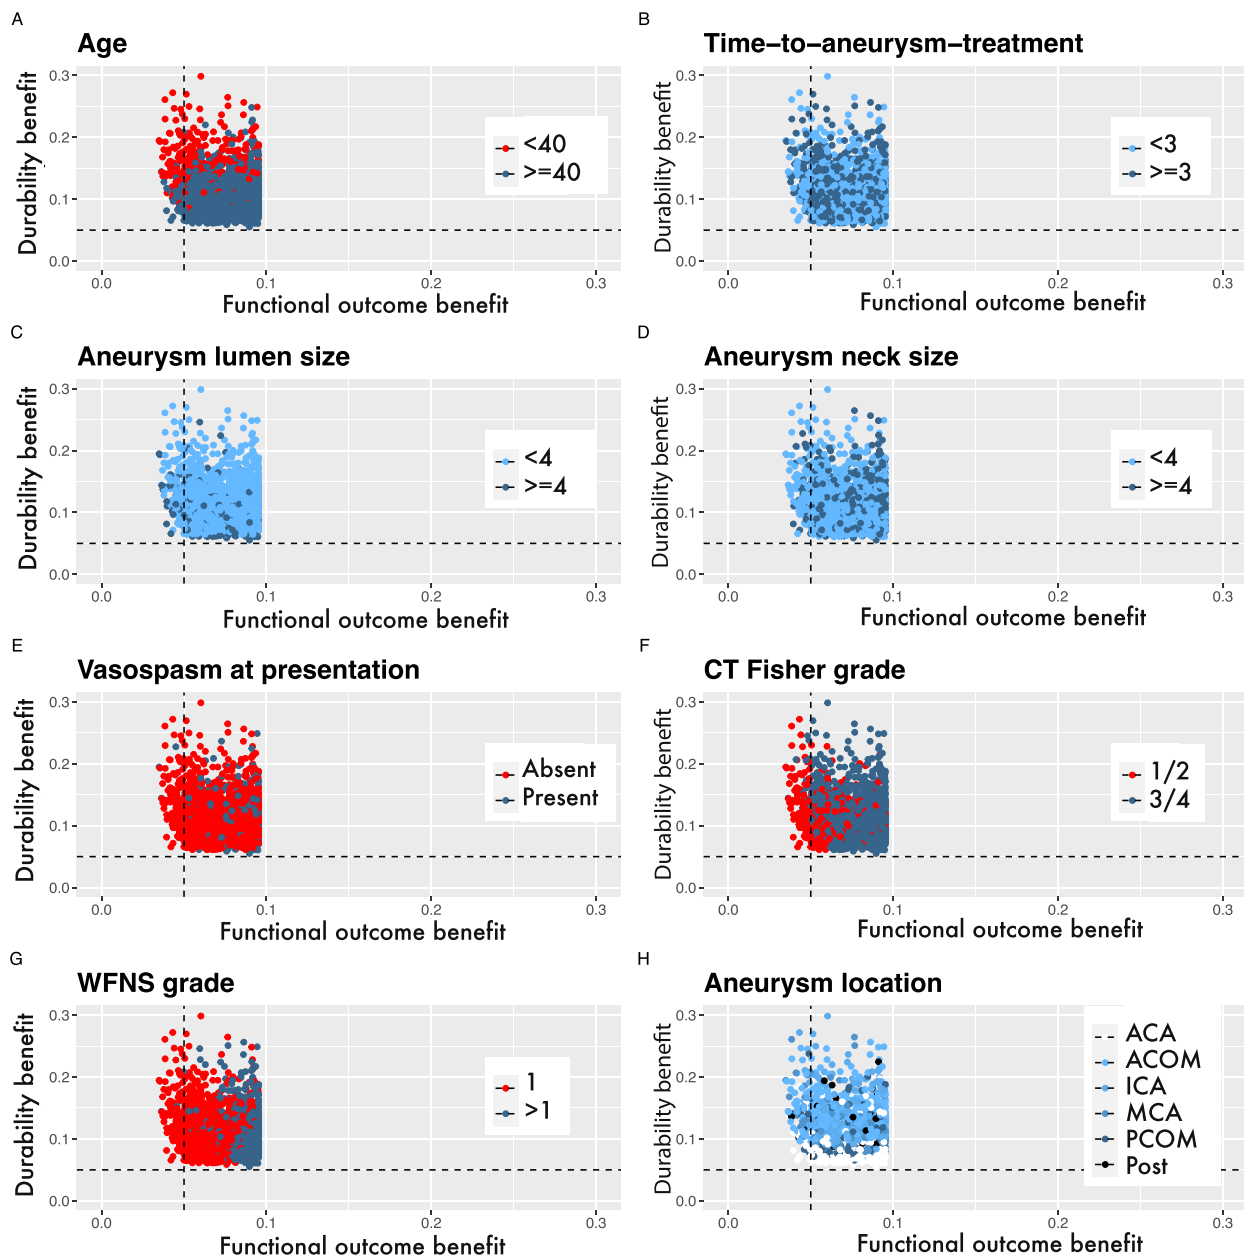 A
Age
Durability benefit
0.3
0.2
0.1
0.0
<40
>=40
0.0
0.1
0.2
0.3
Functional outcome benefit
B
Time-to-aneurysm-treatment
Durability benefit
0.3
0.2
0.1
0.0
<3
>=3
0.0
0.1
0.2
0.3
Functional outcome benefit
C
Aneurysm lumen size
Durability benefit
0.3
0.2
0.1
0.0
<4
>=4
0.0
0.1
0.2
0.3
Functional outcome benefit
D
Aneurysm neck size
Durability benefit
0.3
0.2
0.1
0.0
<4
>=4
0.0
0.1
0.2
0.3
Functional outcome benefit
E
Vasospasm at presentation
Durability benefit
0.3
0.2
0.1
0.0
Absent
Present
0.0
0.1
0.2
0.3
Functional outcome benefit
F
CT Fisher grade
Durability benefit
0.3
0.2
0.1
0.0
1/2
3/4
0.0
0.1
0.2
0.3
Functional outcome benefit
G
WFNS grade
Durability benefit
0.3
0.2
0.1
0.0
1
>1
0.0
0.1
0.2
0.3
Functional outcome benefit
H
Aneurysm location
Durability benefit
0.3
0.2
0.1
0.0
ACA
ACOM
ICA
MCA
PCOM
Post
0.0
0.1
0.2
0.3
Functional outcome benefit